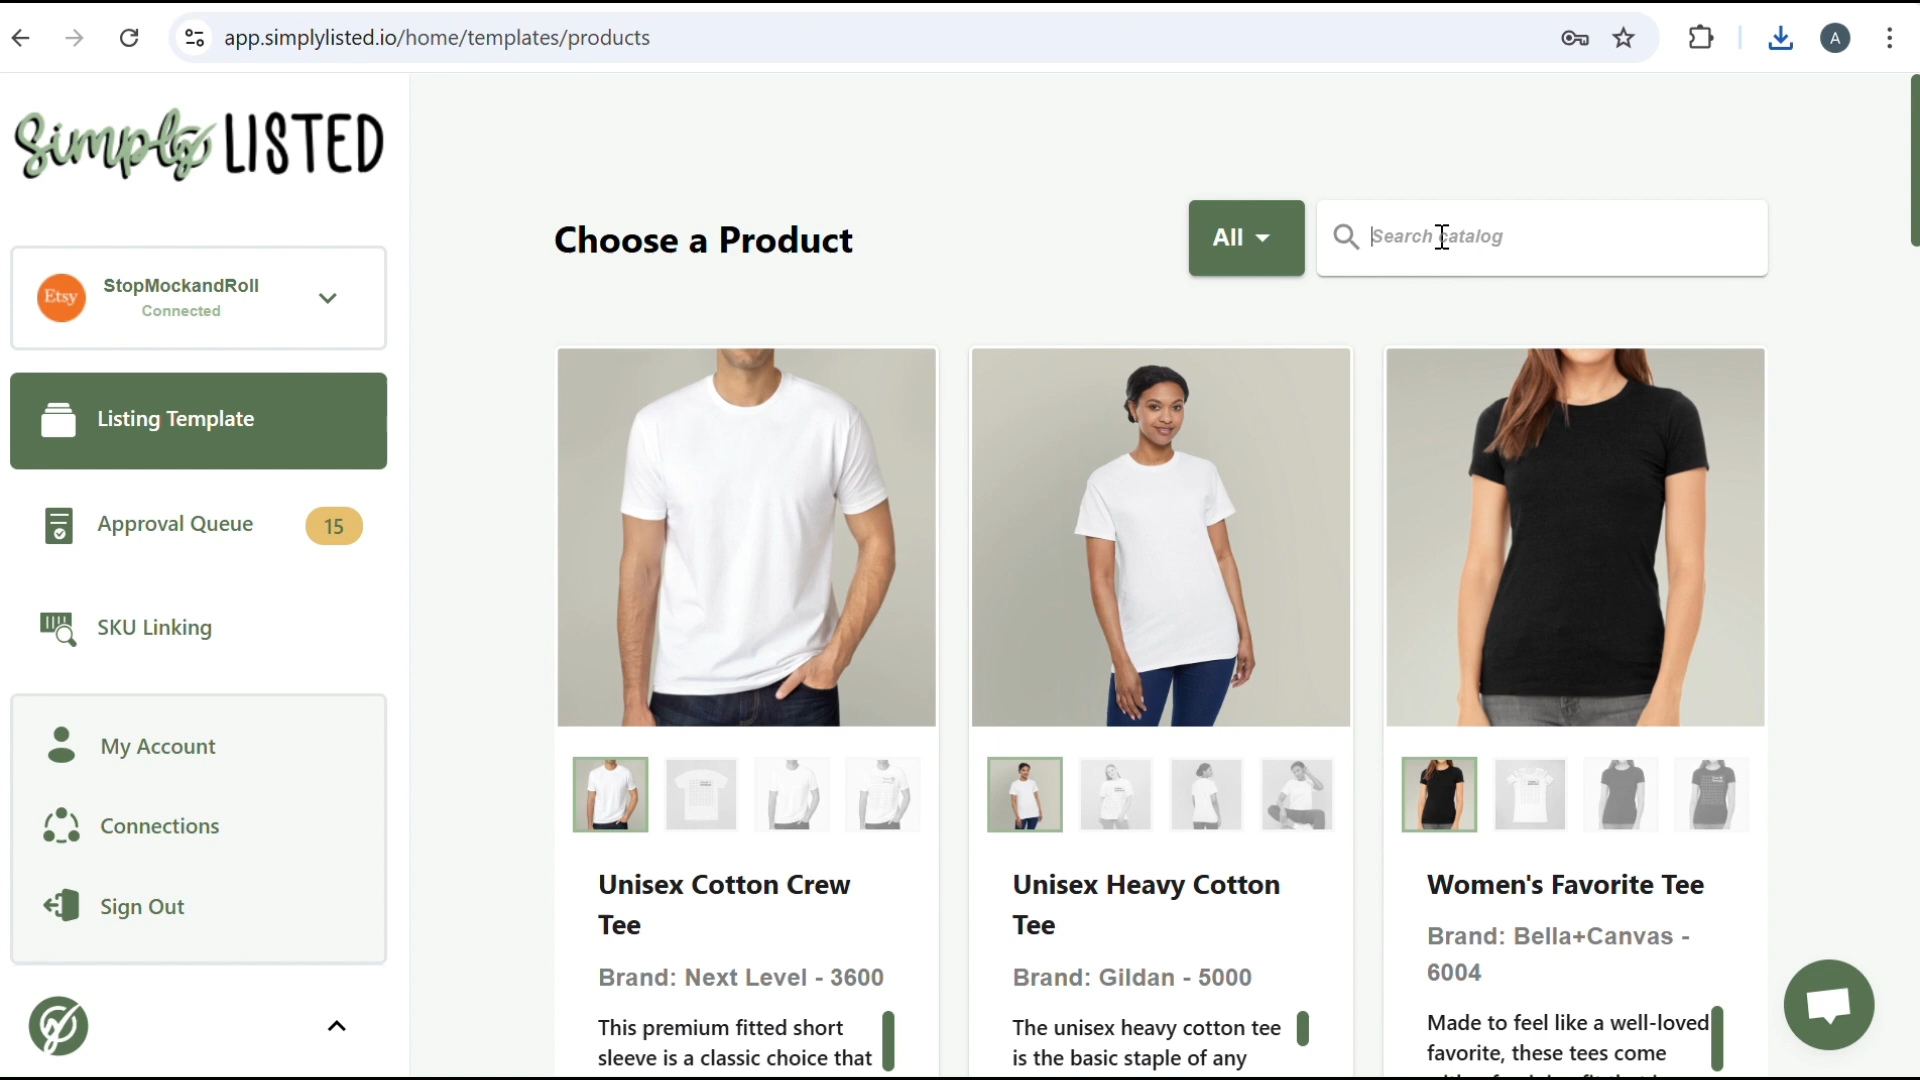 app.simplylisted.io/home/templates/products
A
Simply LISTED
Etsy
StopMockandRoll
Connected
Listing Template
Approval Queue
15
SKU Linking
My Account
Connections
Sign Out
Choose a Product
All
Search catalog
Unisex Cotton Crew
Tee
Brand: Next Level - 3600
This premium fitted short
sleeve is a classic choice that
Unisex Heavy Cotton
Tee
Brand: Gildan - 5000
The unisex heavy cotton tee
is the basic staple of any
Women's Favorite Tee
Brand: Bella+Canvas -
6004
Made to feel like a well-loved
favorite, these tees come